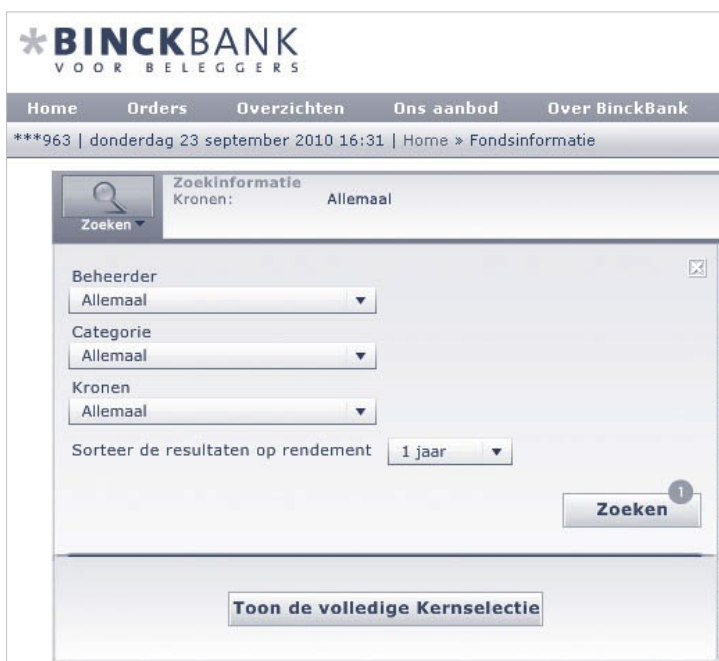 *BINCKBANK
VOOR BELEGGERS
Home Orders Overzichten Ons aanbod Over BinckBank
***963 | donderdag 23 september 2010 16:31 | Home » Fondsinformatie
Zoekinformatie
Kronen: Allemaal
Zoeken
Beheerder
Allemaal
Categorie
Allemaal
Kronen
Allemaal
Sorteer de resultaten op rendement 1 jaar
1
Zoeken
Toon de volledige Kernselectie